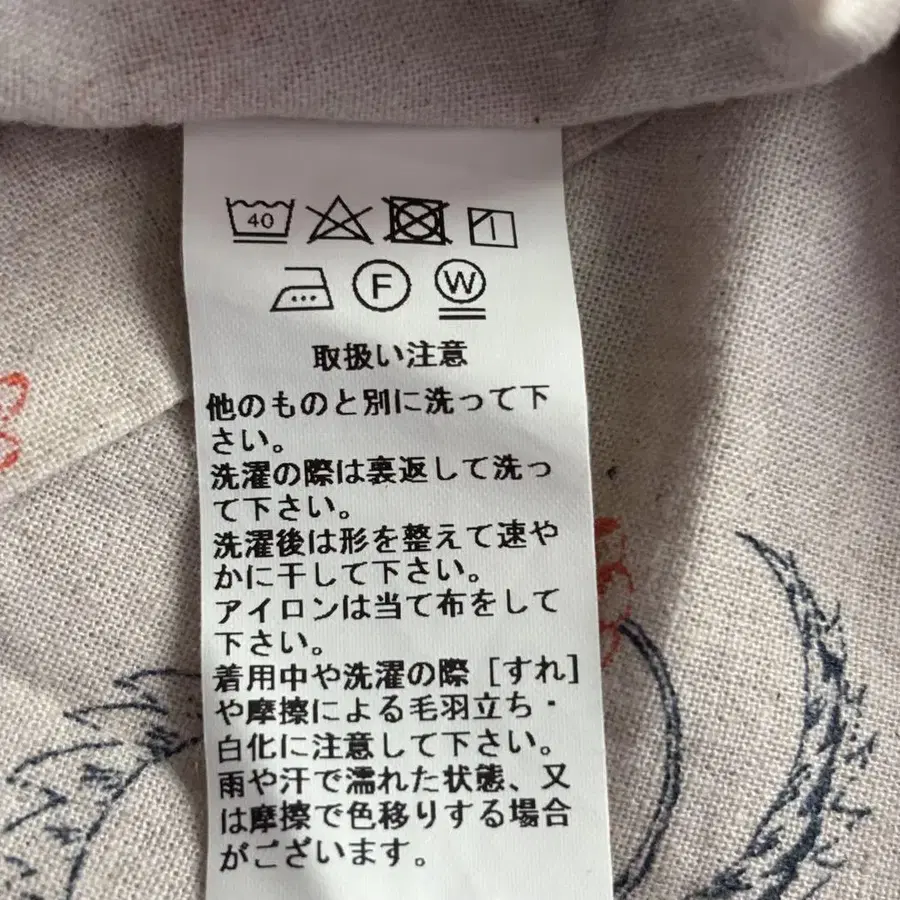 40
F W
取扱い注意
他のものと別に洗って下
さい。
洗濯の際は裏返して洗っ
て下さい。
洗濯後は形を整えて速や
かに干して下さい。
アイロンは当て布をして
下さい。
着用中や洗濯の際[すれ]
や摩擦による毛羽立ち・
白化に注意して下さい。
雨や汗で濡れた状態、又
は摩擦で色移りする場合
がございます。